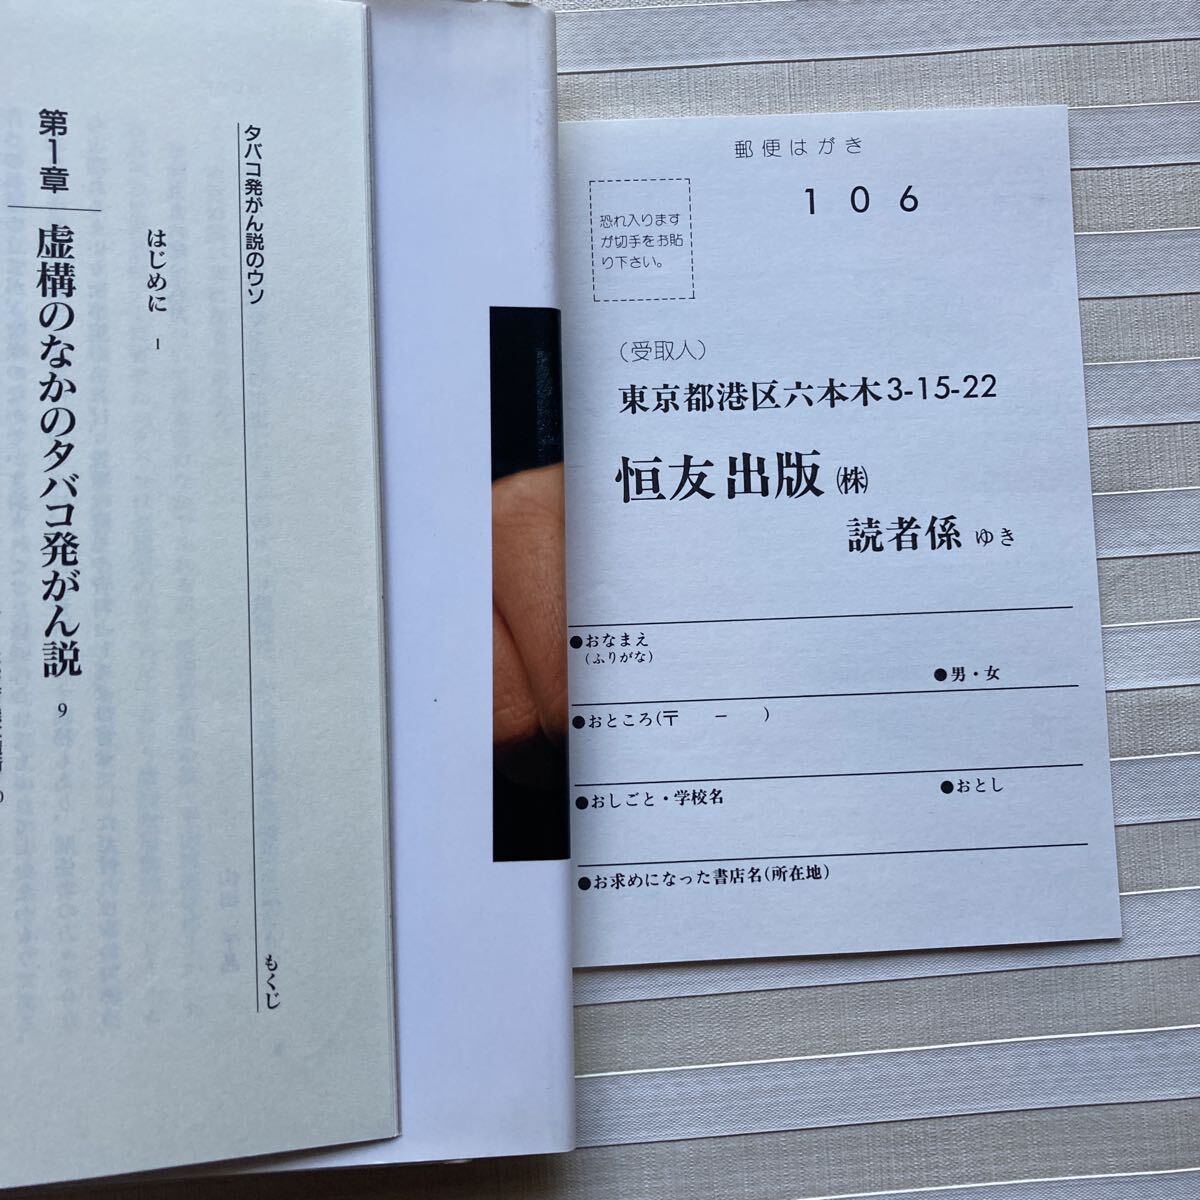 タバコ発がん説のウソ
もくじ
はじめに 1
第1章
虚構のなかのタバコ発がん説 9
郵便はがき
106
恐れ入ります
が切手をお貼
り下さい。
(受取人)
東京都港区六本木3-15-22
恒友出版㈱
読者係 ゆき
●おなまえ
(ふりがな)
●男・女
●おところ(〒　－　)
●おしごと・学校名
●おとし
●お求めになった書店名(所在地)